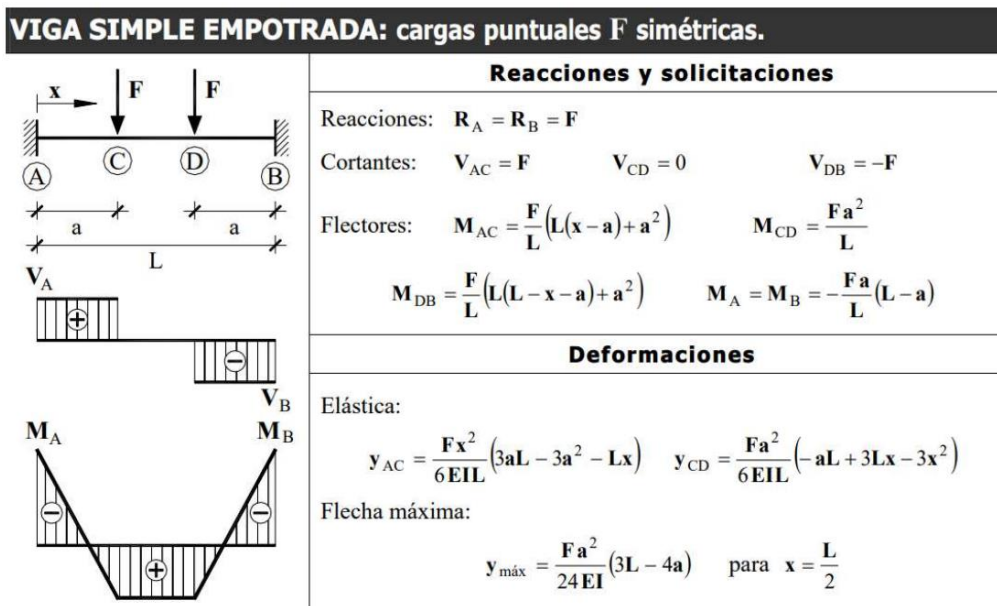 VIGA SIMPLE EMPOTRADA: cargas puntuales F simétricas.
x F F
A C D B
a a
L
V_A
+
−
V_B
M_A M_B
− −
+
Reacciones y solicitaciones
Reacciones: R_A = R_B = F
Cortantes: V_AC = F V_CD = 0 V_DB = −F
Flectores: M_AC = F/L (L(x − a) + a²) M_CD = Fa²/L
M_DB = F/L (L(L − x − a) + a²) M_A = M_B = −Fa/L (L − a)
Deformaciones
Elástica:
y_AC = Fx²/6EIL (3aL − 3a² − Lx) y_CD = Fa²/6EIL (−aL + 3Lx − 3x²)
Flecha máxima:
y_máx = Fa²/24EI (3L − 4a) para x = L/2